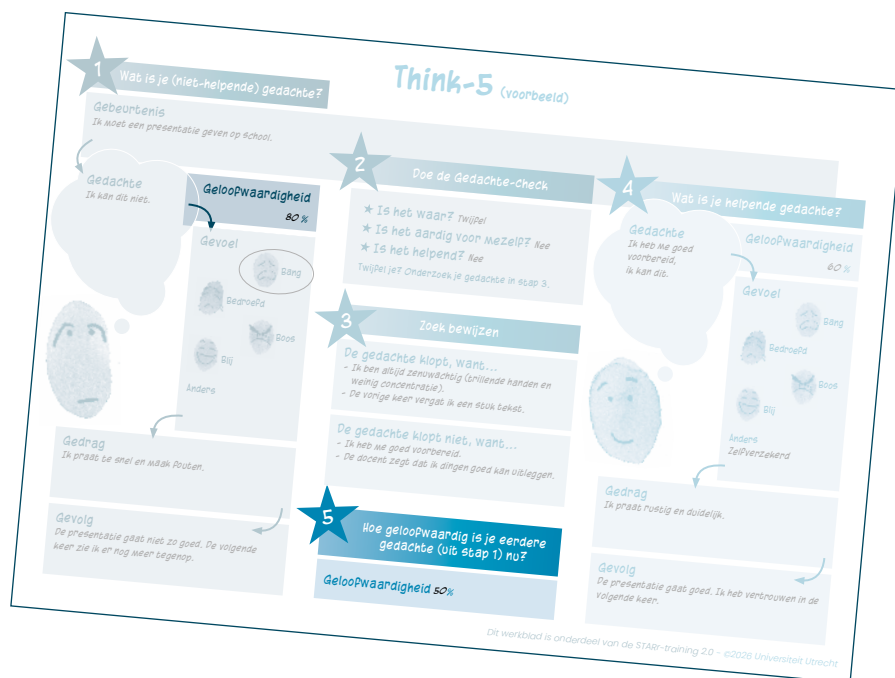 Think-5 (voorbeeld)
1
Wat is je (niet-helpende) gedachte?
Gebeurtenis
Ik moet een presentatie geven op school.
Gedachte
Ik kan dit niet.
Geloofwaardigheid
80 %
Gevoel
Bang
Bedroefd
Boos
Blij
Anders
Gedrag
Ik praat te snel en maak fouten.
Gevolg
De presentatie gaat niet zo goed. De volgende
keer zie ik er nog meer tegenop.
2
Doe de Gedachte-check
★ Is het waar? Twijfel
★ Is het aardig voor mezelf? Nee
★ Is het helpend? Nee
Twijfel je? Onderzoek je gedachte in stap 3.
3
Zoek bewijzen
De gedachte klopt, want...
- Ik ben altijd zenuwachtig (trillende handen en
weinig concentratie).
- De vorige keer vergat ik een stuk tekst.
De gedachte klopt niet, want...
- Ik heb me goed voorbereid.
- De docent zegt dat ik dingen goed kan uitleggen.
5
Hoe geloofwaardig is je eerdere
gedachte (uit stap 1) nu?
Geloofwaardigheid 50%
4
Wat is je helpende gedachte?
Gedachte
Ik heb me goed
voorbereid,
ik kan dit.
Geloofwaardigheid
60 %
Gevoel
Bang
Bedroefd
Boos
Blij
Anders
Zelfverzekerd
Gedrag
Ik praat rustig en duidelijk.
Gevolg
De presentatie gaat goed. Ik heb vertrouwen in de
volgende keer.
Dit werkblad is onderdeel van de STARr-training 2.0 - ©2026 Universiteit Utrecht